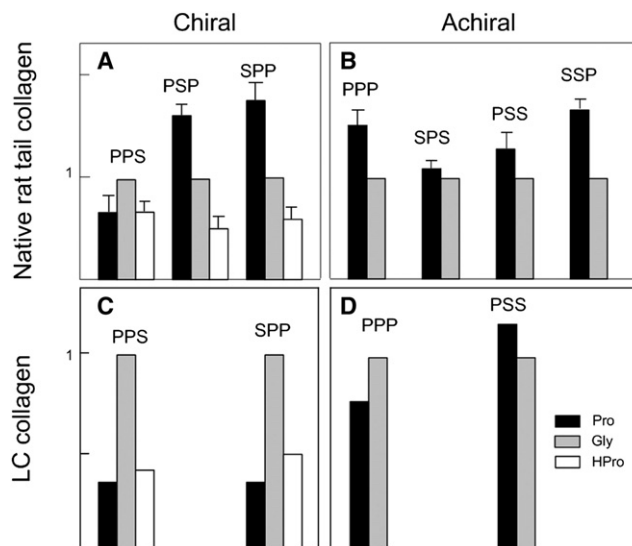 Chiral Achiral
Native rat tail collagen
A
PPS PSP SPP
1
B
PPP SPS PSS SSP
LC collagen
C
PPS SPP
1
D
PPP PSS
Pro
Gly
HPro